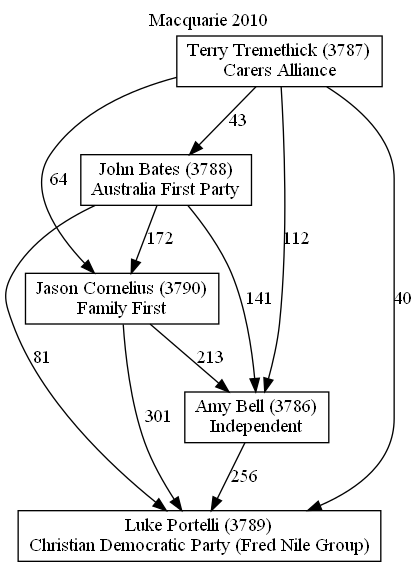 Macquarie 2010
Terry Tremethick (3787)
Carers Alliance
43
John Bates (3788)
Australia First Party
64
172
112
Jason Cornelius (3790)
Family First
141
40
81
213
301
Amy Bell (3786)
Independent
256
Luke Portelli (3789)
Christian Democratic Party (Fred Nile Group)